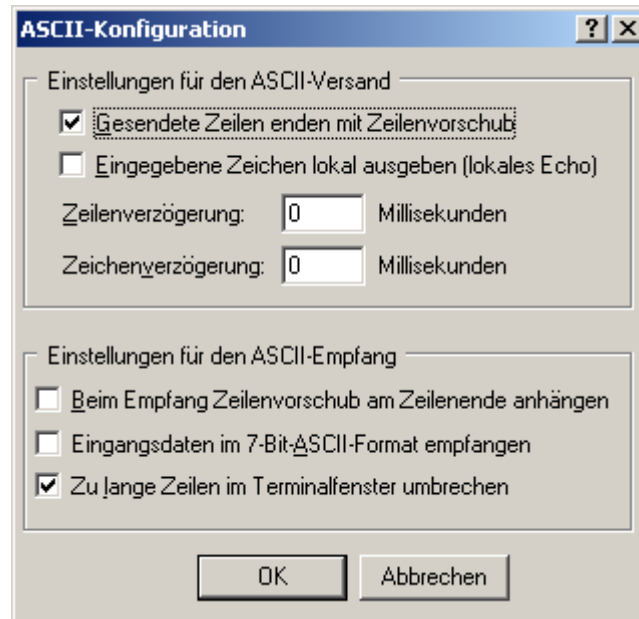 ASCII-Konfiguration
Einstellungen für den ASCII-Versand
Gesendete Zeilen enden mit Zeilenvorschub
Eingegebene Zeichen lokal ausgeben (lokales Echo)
Zeilenverzögerung: 0 Millisekunden
Zeichenverzögerung: 0 Millisekunden
Einstellungen für den ASCII-Empfang
Beim Empfang Zeilenvorschub am Zeilenende anhängen
Eingangsdaten im 7-Bit-ASCII-Format empfangen
Zu lange Zeilen im Terminalfenster umbrechen
OK Abbrechen